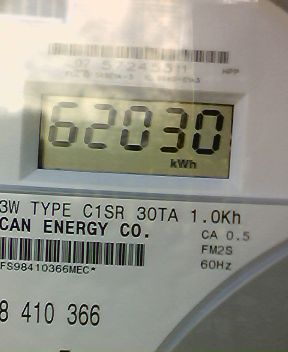 62030
kWh
3W TYPE C1SR 30TA 1.0Kh
CAN ENERGY CO.
CA 0.5
FM2S
60Hz
FS98410366MEC*
8 410 366